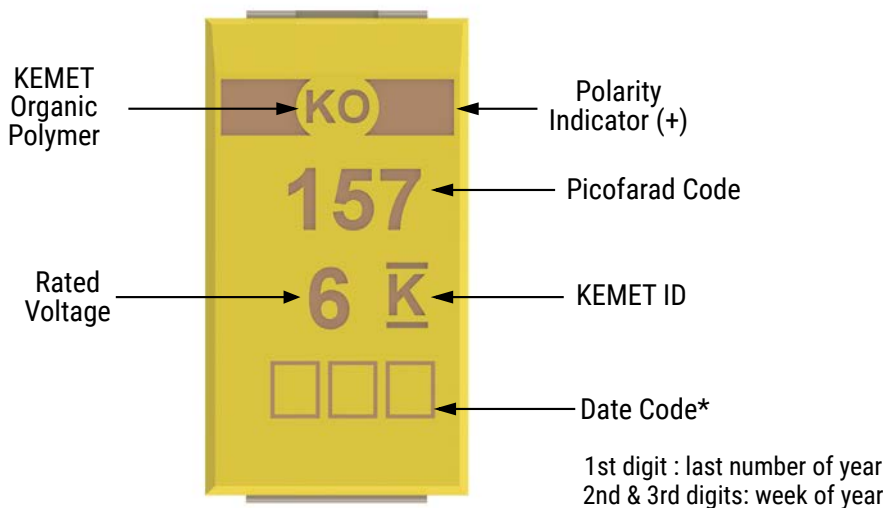 KEMET
Organic
Polymer
KO
Polarity
Indicator (+)
157
Picofarad Code
Rated
Voltage
6 K
KEMET ID
Date Code*
1st digit : last number of year
2nd & 3rd digits: week of year